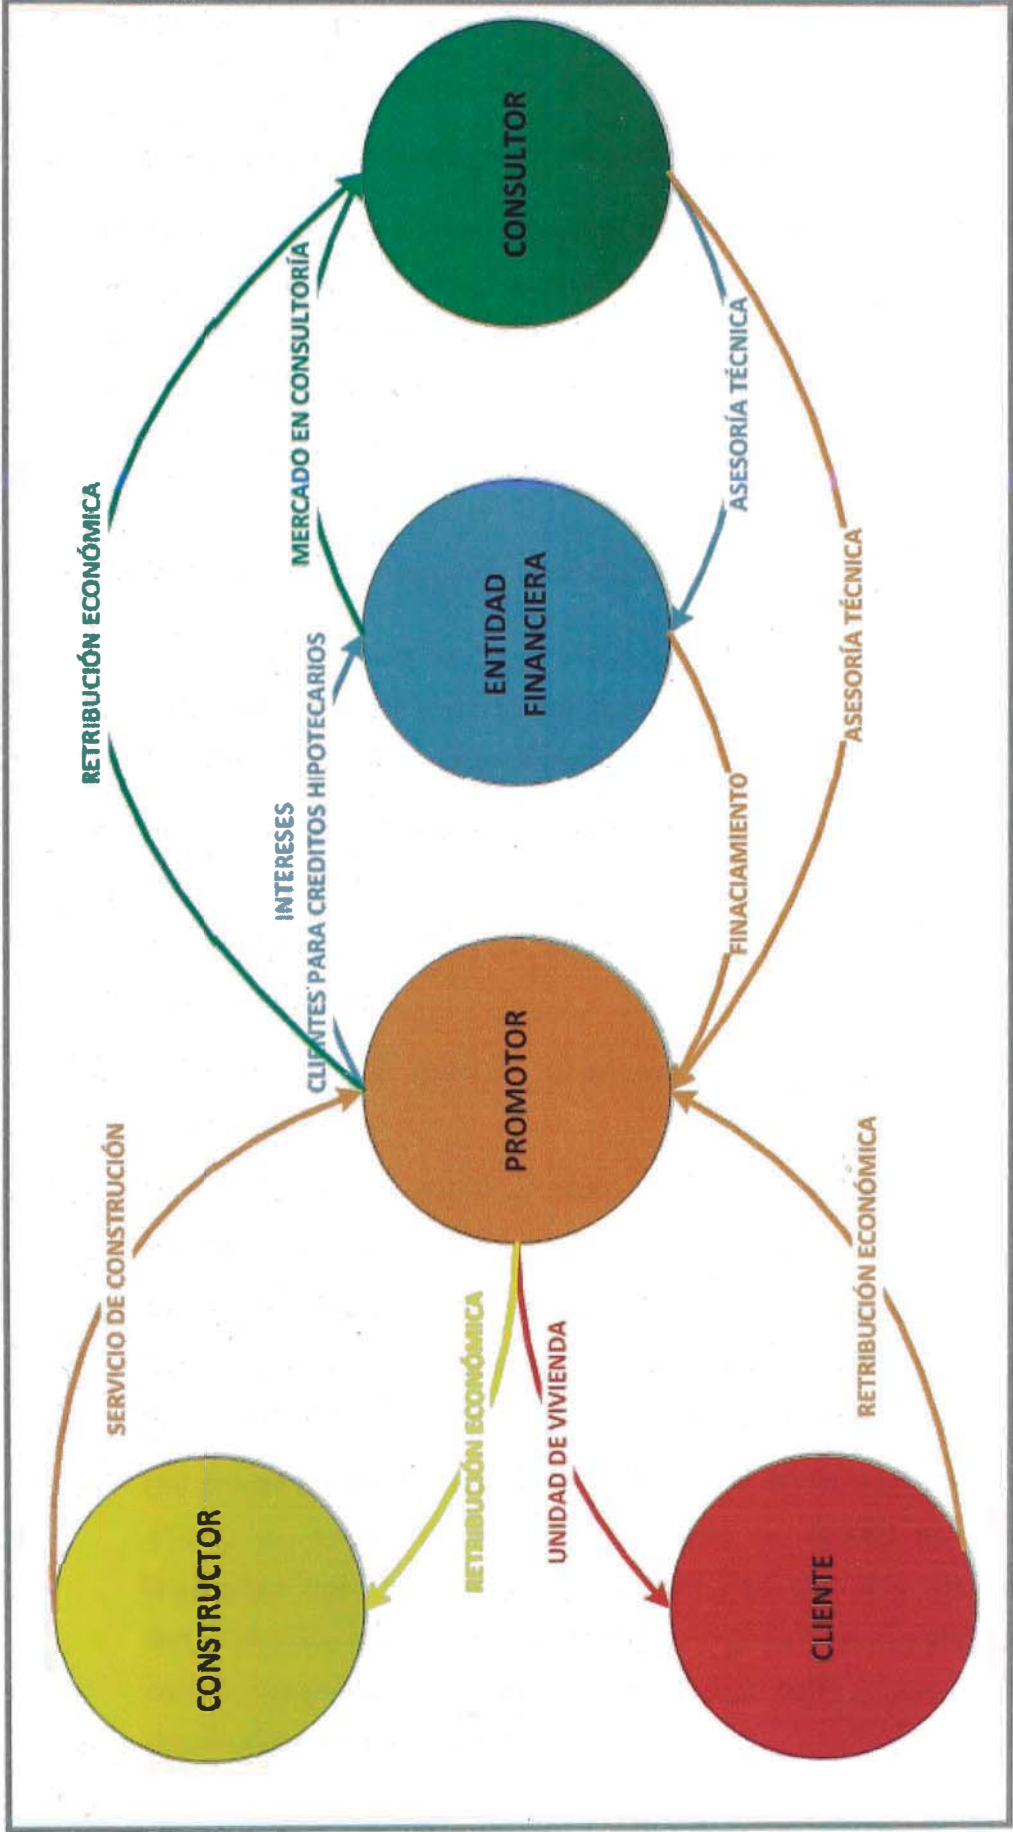 SERVICIO DE CONSTRUCIÓN
RETRIBUCIÓN ECONÓMICA
INTERESES
CLIENTES PARA CREDITOS HIPOTECARIOS
MERCADO EN CONSULTORÍA
CONSTRUCTOR
RETRIBUCIÓN ECONÓMICA
PROMOTOR
ENTIDAD
FINANCIERA
CONSULTOR
UNIDAD DE VIVIENDA
CLIENTE
FINACIAMIENTO
ASESORÍA TÉCNICA
RETRIBUCIÓN ECONÓMICA
ASESORÍA TÉCNICA